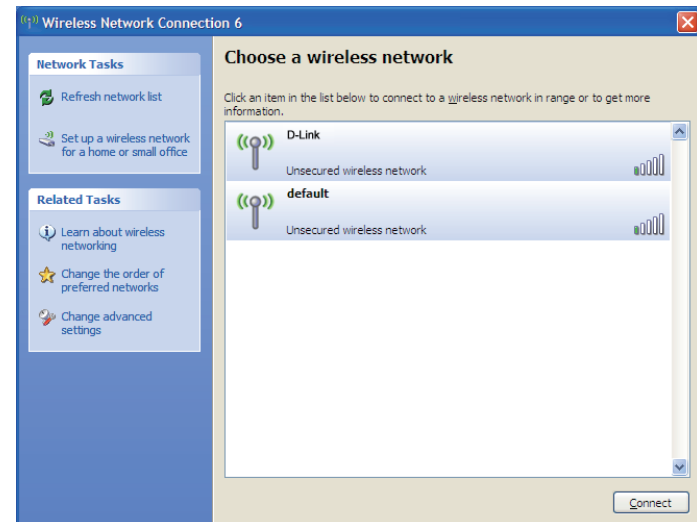 Wireless Network Connection 6
Network Tasks
Refresh network list
Set up a wireless network
for a home or small office
Related Tasks
Learn about wireless
networking
Change the order of
preferred networks
Change advanced
settings
Choose a wireless network
Click an item in the list below to connect to a wireless network in range or to get more
information.
D-Link
Unsecured wireless network
default
Unsecured wireless network
Connect